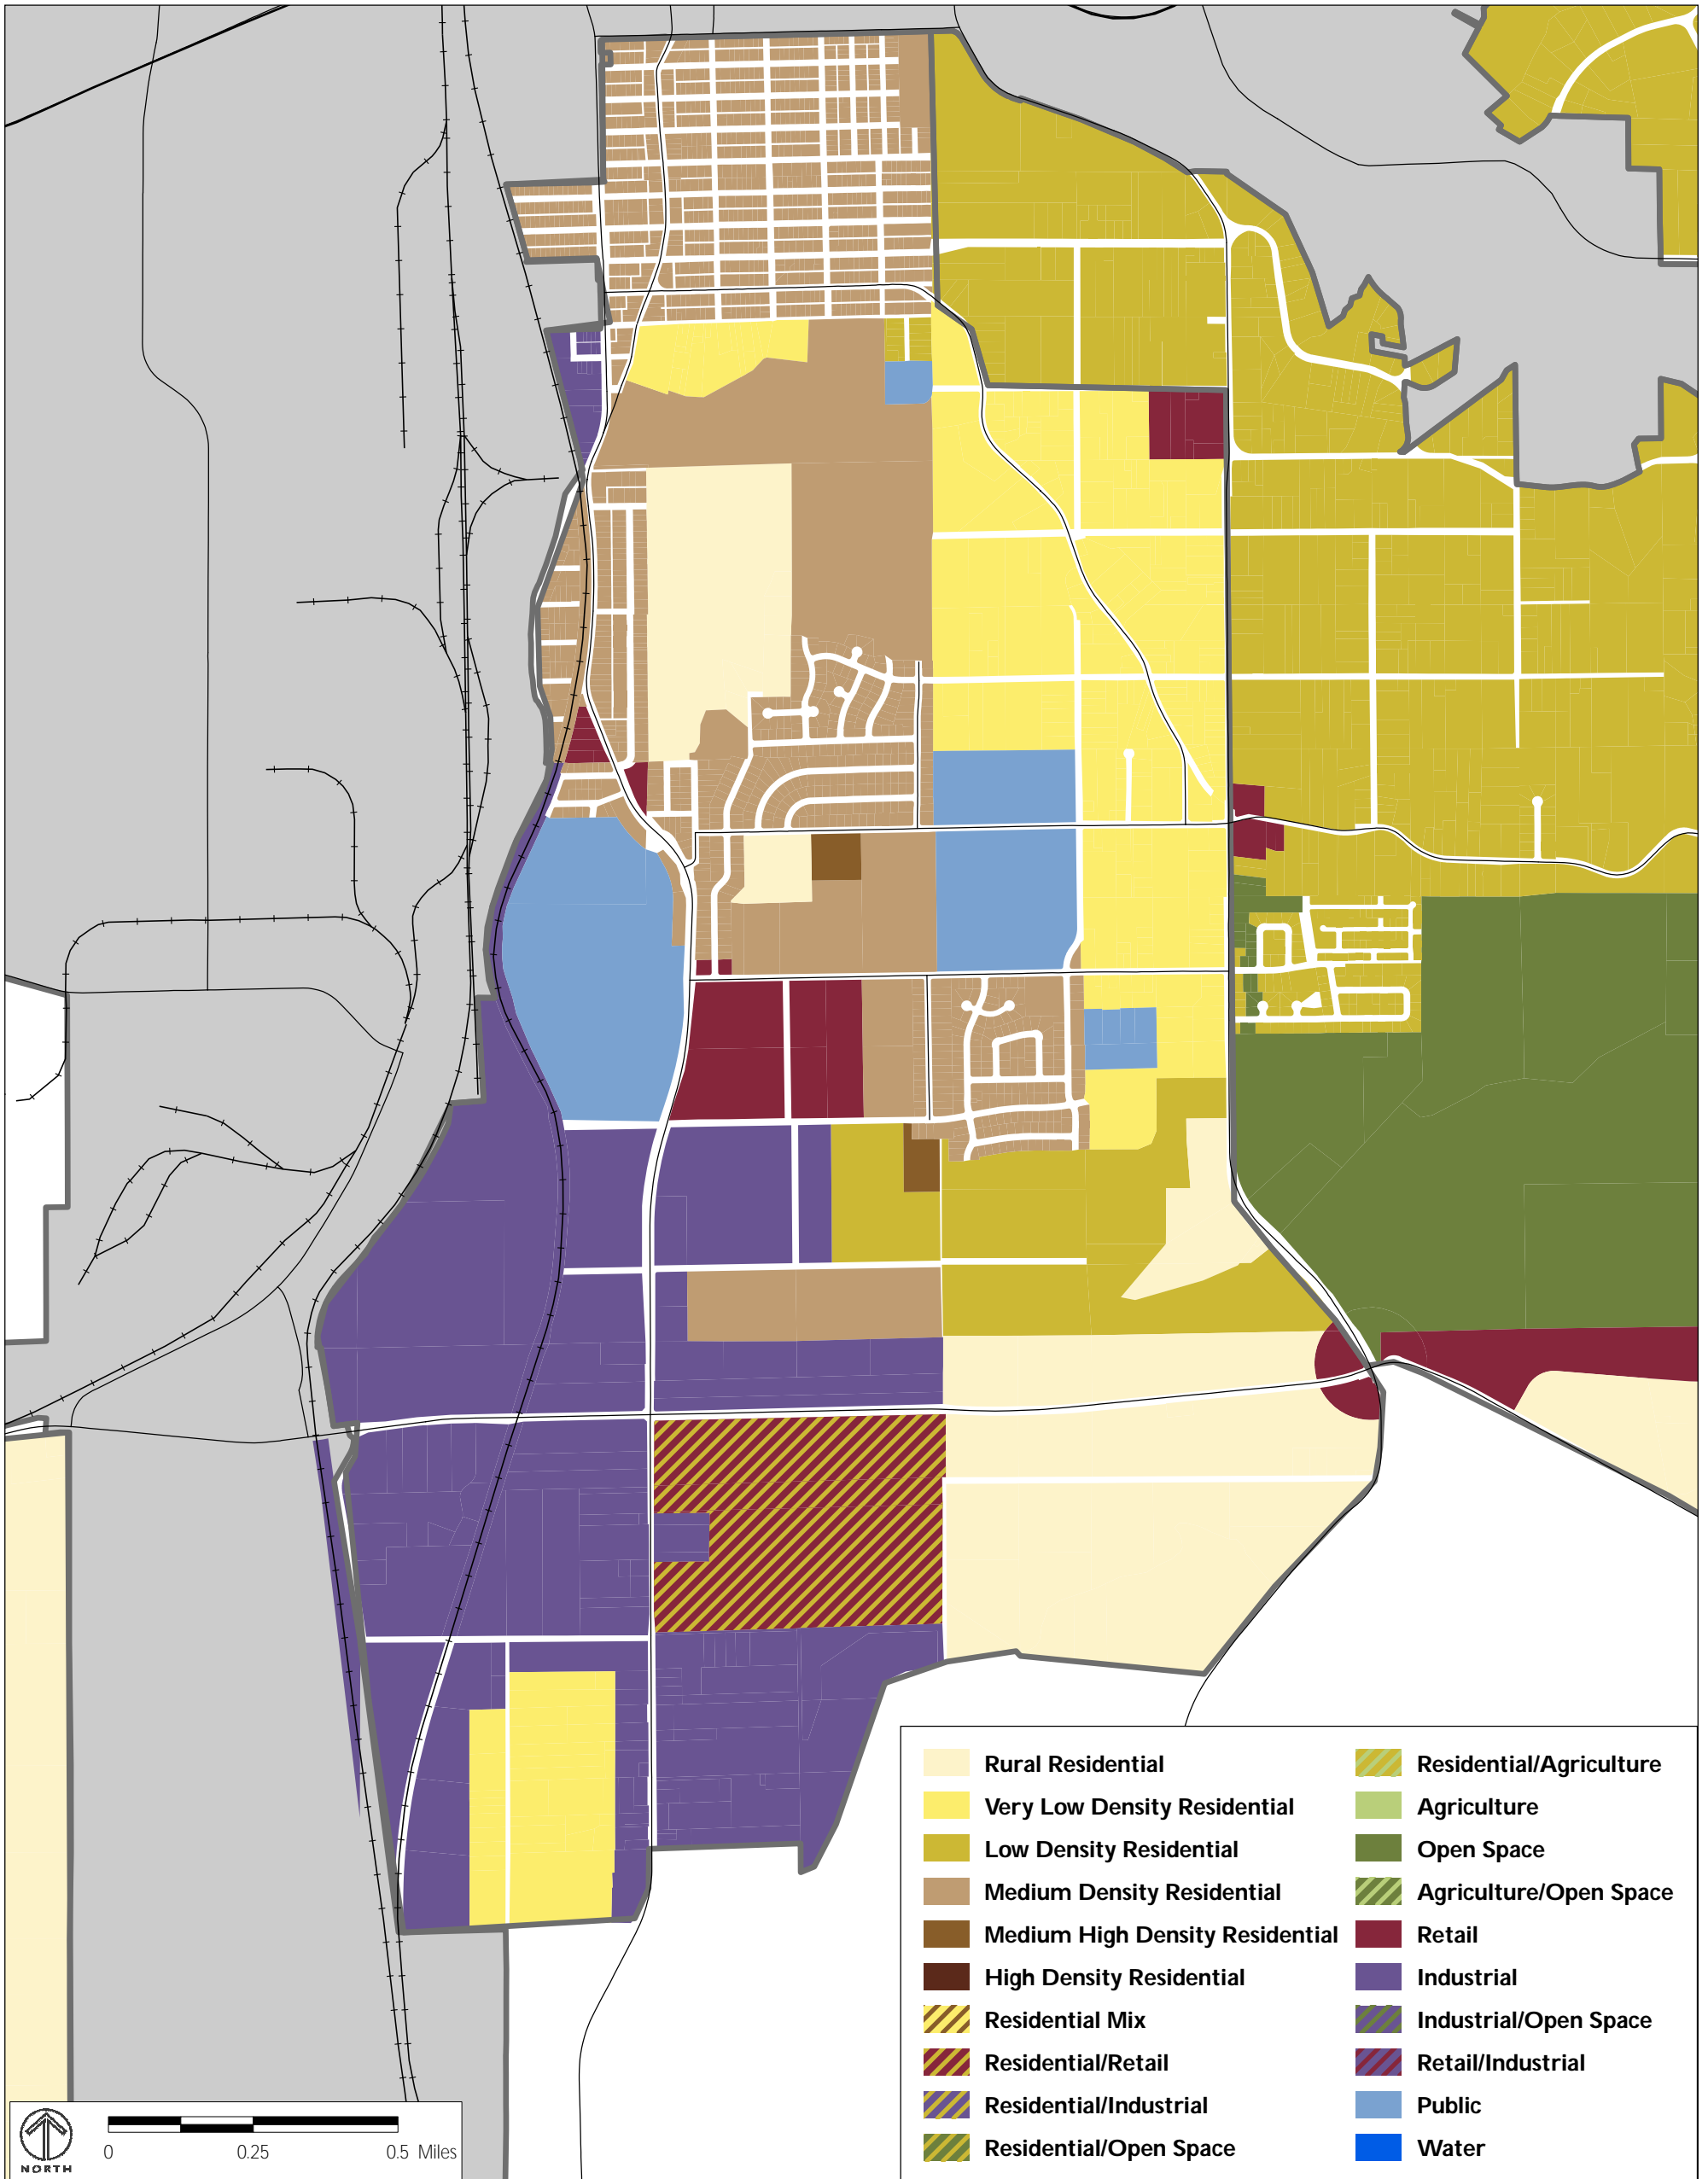 Rural Residential
Very Low Density Residential
Low Density Residential
Medium Density Residential
Medium High Density Residential
High Density Residential
Residential Mix
Residential/Retail
Residential/Industrial
Residential/Open Space
Residential/Agriculture
Agriculture
Open Space
Agriculture/Open Space
Retail
Industrial
Industrial/Open Space
Retail/Industrial
Public
Water
0 0.25 0.5 Miles
NORTH